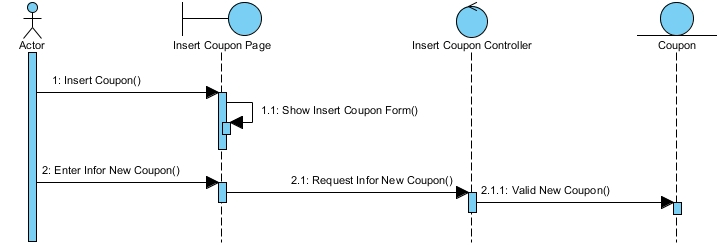 Actor
Insert Coupon Page
Insert Coupon Controller
Coupon
1: Insert Coupon()
1.1: Show Insert Coupon Form()
2: Enter Infor New Coupon()
2.1: Request Infor New Coupon()
2.1.1: Valid New Coupon()